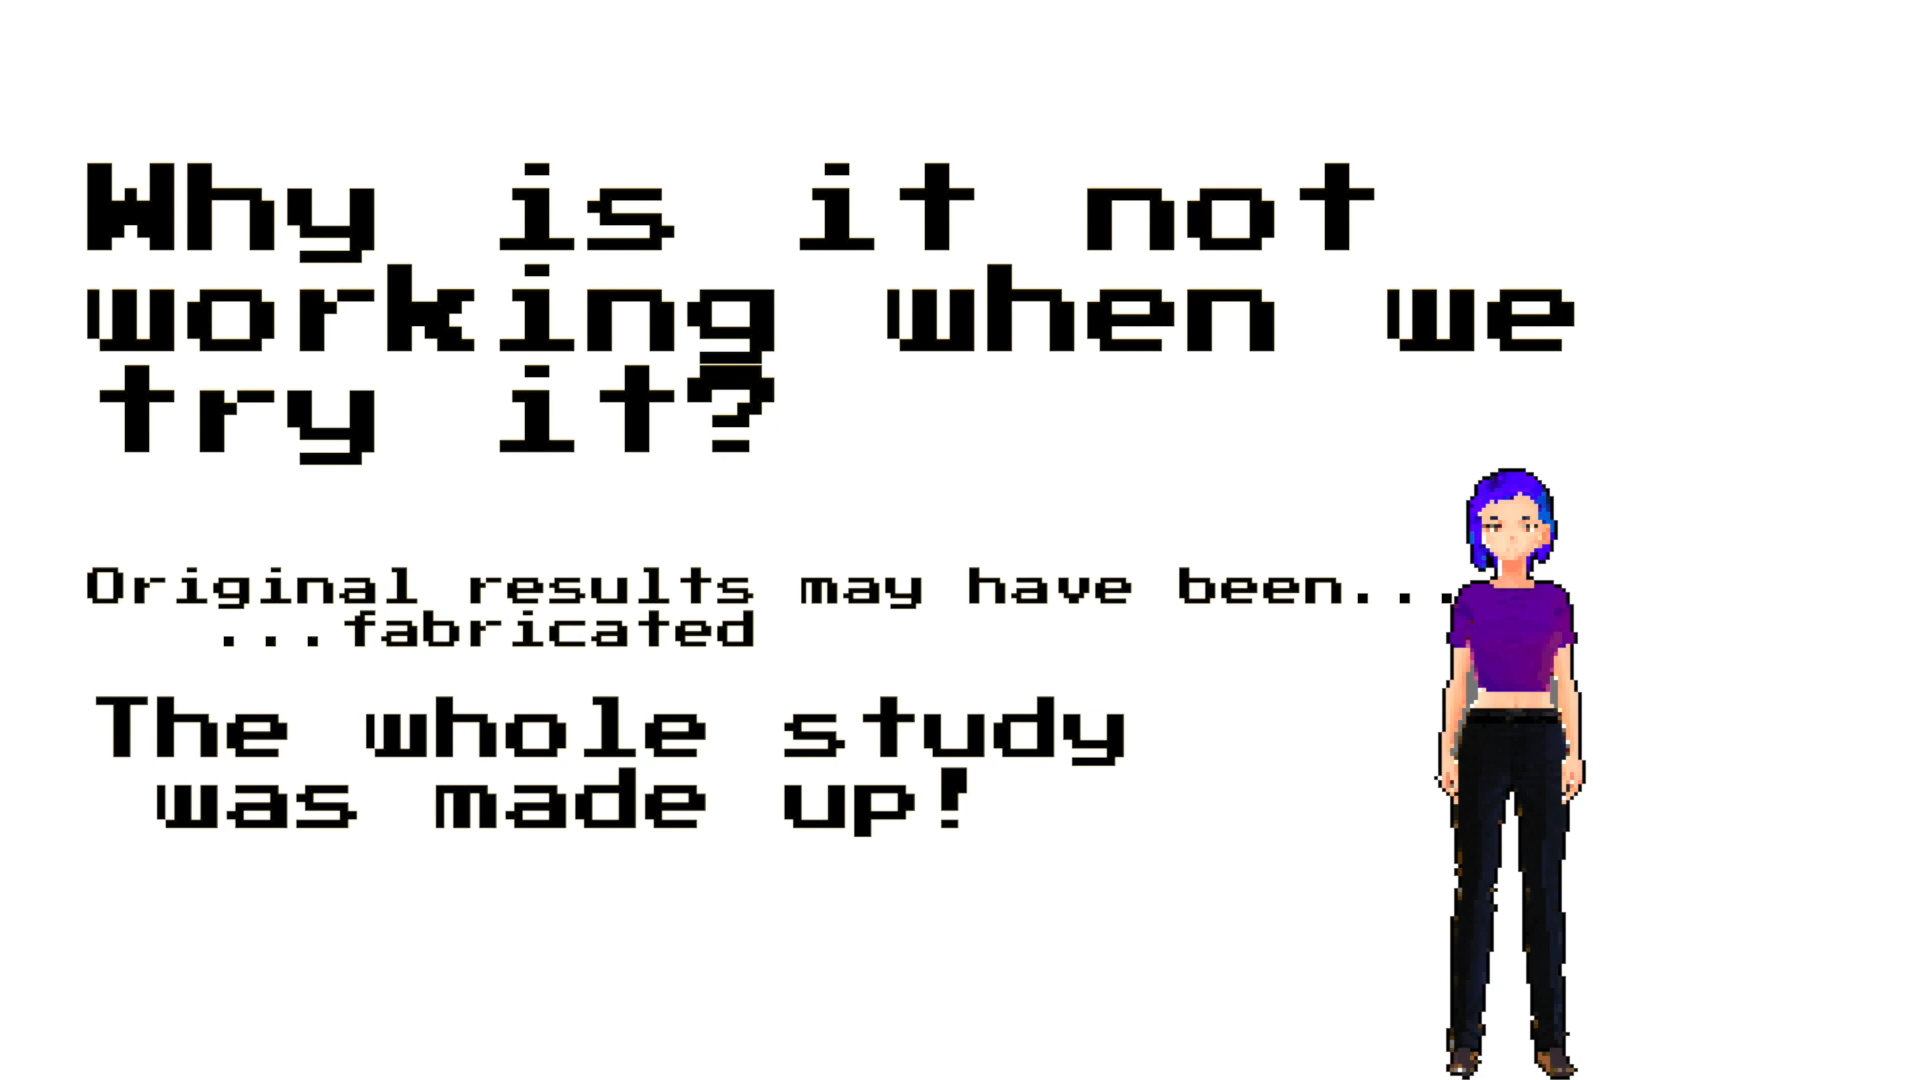 Why is it not
working when we
try it?
Original results may have been...
...fabricated
The whole study
was made up!